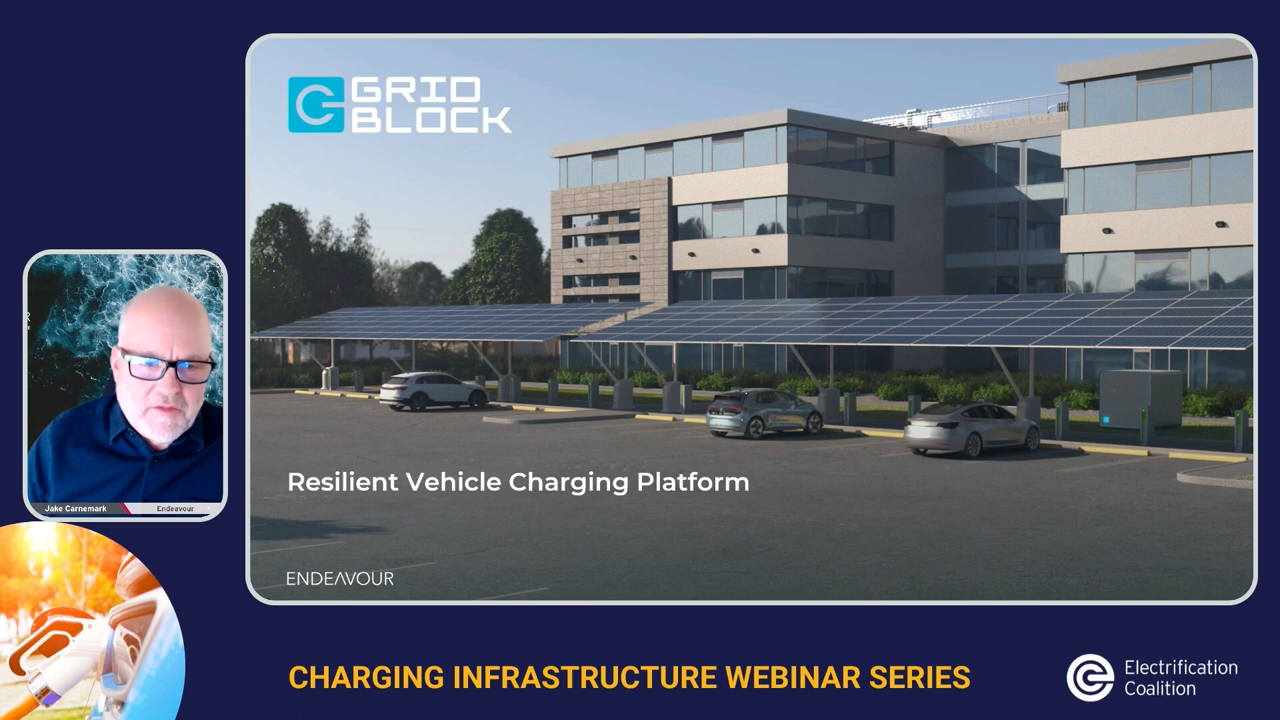 GRID
BLOCK
Resilient Vehicle Charging Platform
ENDEAVOUR
Jake Carnemark
Endeavour
CHARGING INFRASTRUCTURE WEBINAR SERIES
Electrification
Coalition